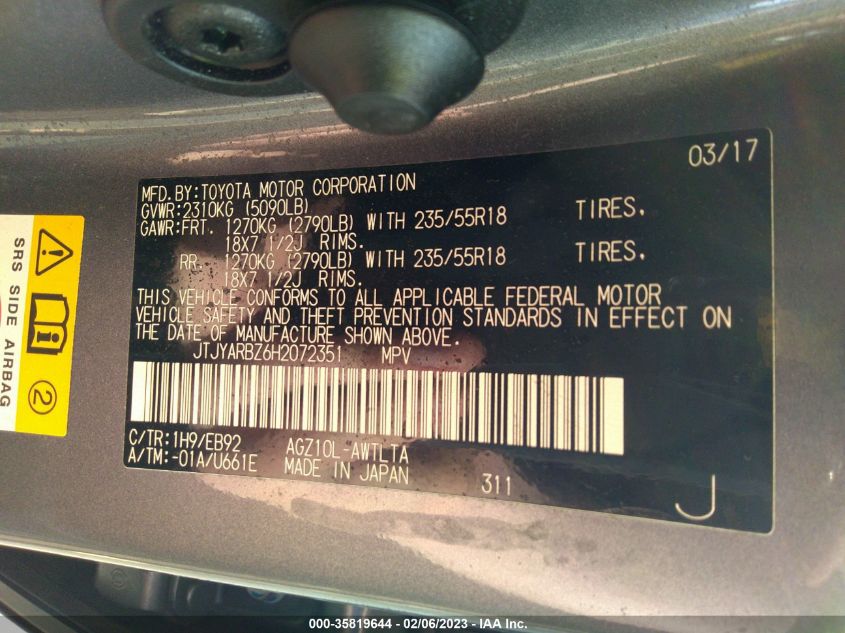 03/17
MFD.BY:TOYOTA MOTOR CORPORATION
GVWR:2310KG (5090LB)
GAWR:FRT. 1270KG (2790LB) WITH 235/55R18 TIRES.
18X7 1/2J RIMS.
RR. 1270KG (2790LB) WITH 235/55R18 TIRES.
18X7 1/2J RIMS.
THIS VEHICLE CONFORMS TO ALL APPLICABLE FEDERAL MOTOR
VEHICLE SAFETY AND THEFT PREVENTION STANDARDS IN EFFECT ON
THE DATE OF MANUFACTURE SHOWN ABOVE.
JTJYARBZ6H2072351 MPV
C/TR:1H9/EB92 AGZ10L-AWTLTA
A/TM:-01A/U661E MADE IN JAPAN 311
J
SRS SIDE AIRBAG
2
000-35819644 - 02/06/2023 - IAA Inc.